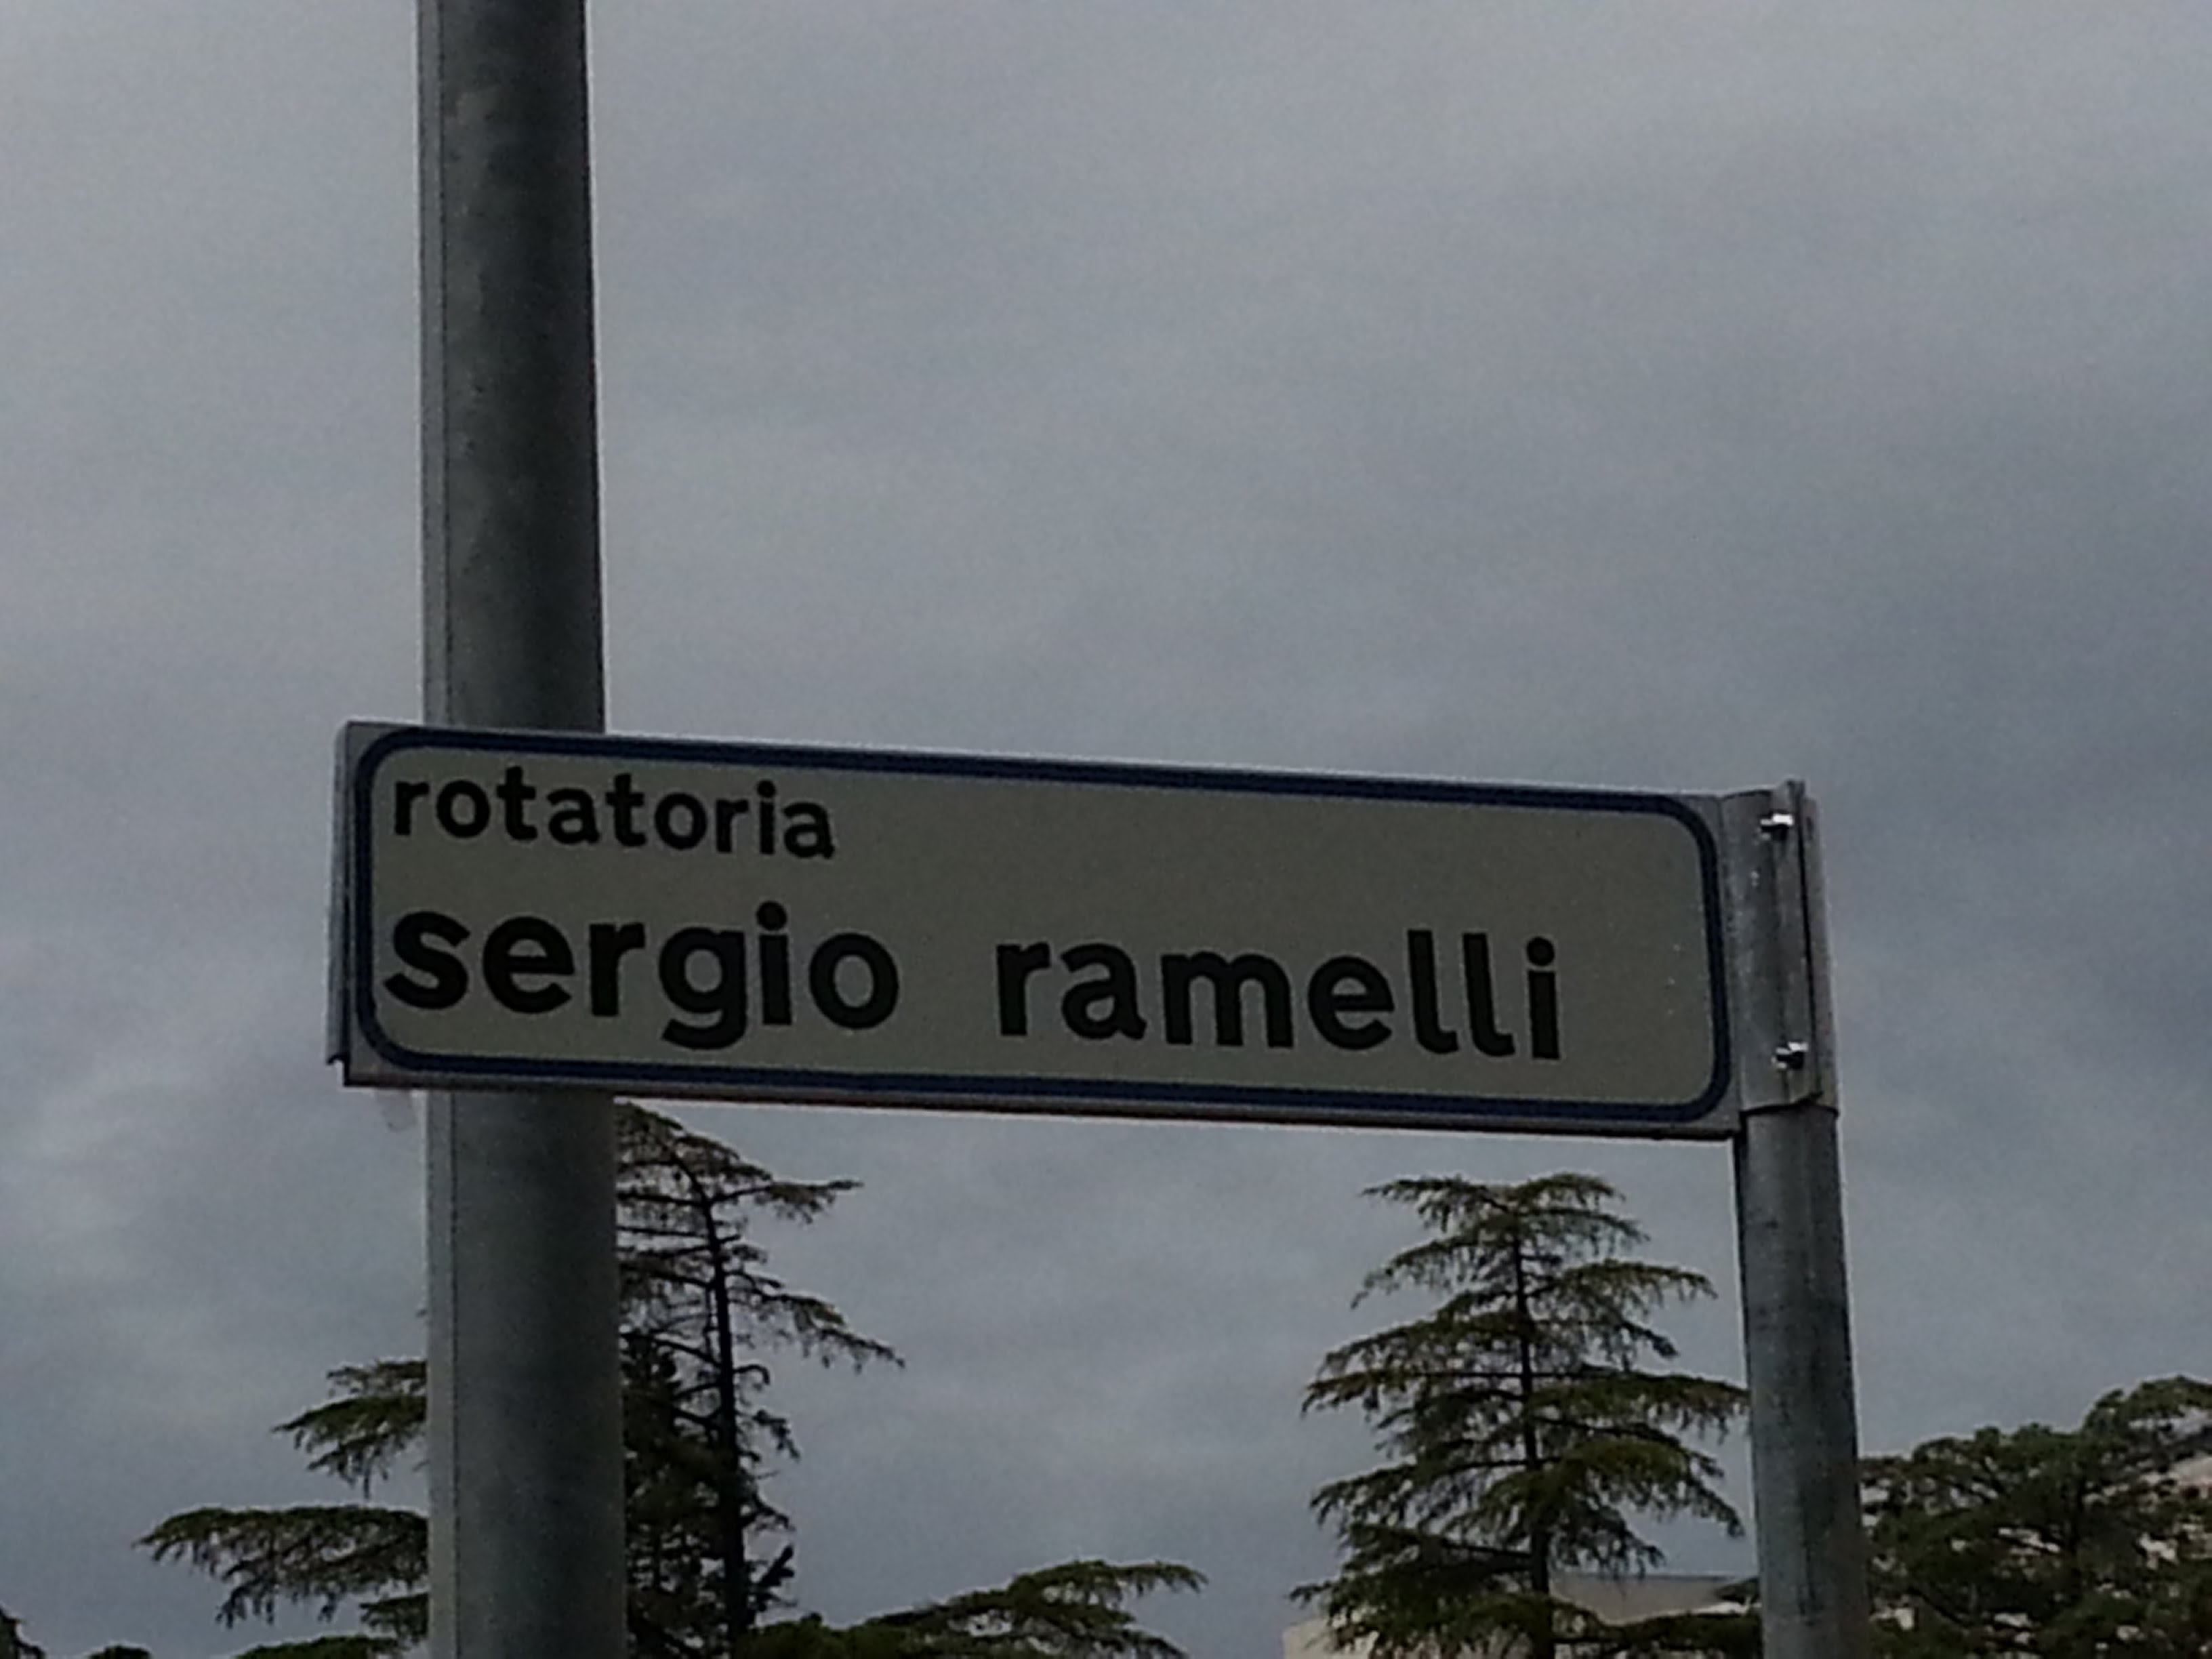 rotatoria
sergio ramelli